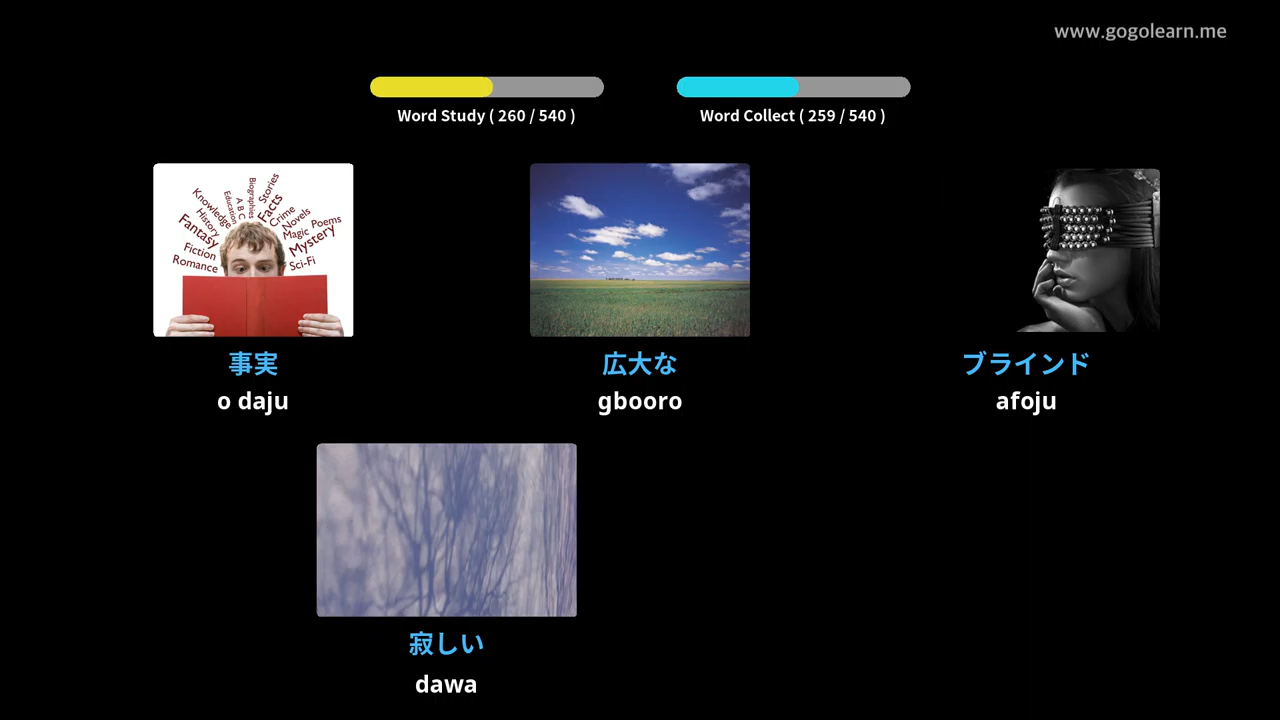 www.gogolearn.me
Word Study ( 260 / 540 )
Word Collect ( 259 / 540 )
Knowledge
History
Fantasy
Fiction
Romance
Education
A B C
Biographies
Stories
Facts
Crime
Novels
Magic
Poems
Mystery
Sci-Fi
事実
o daju
広大な
gbooro
ブラインド
afoju
寂しい
dawa